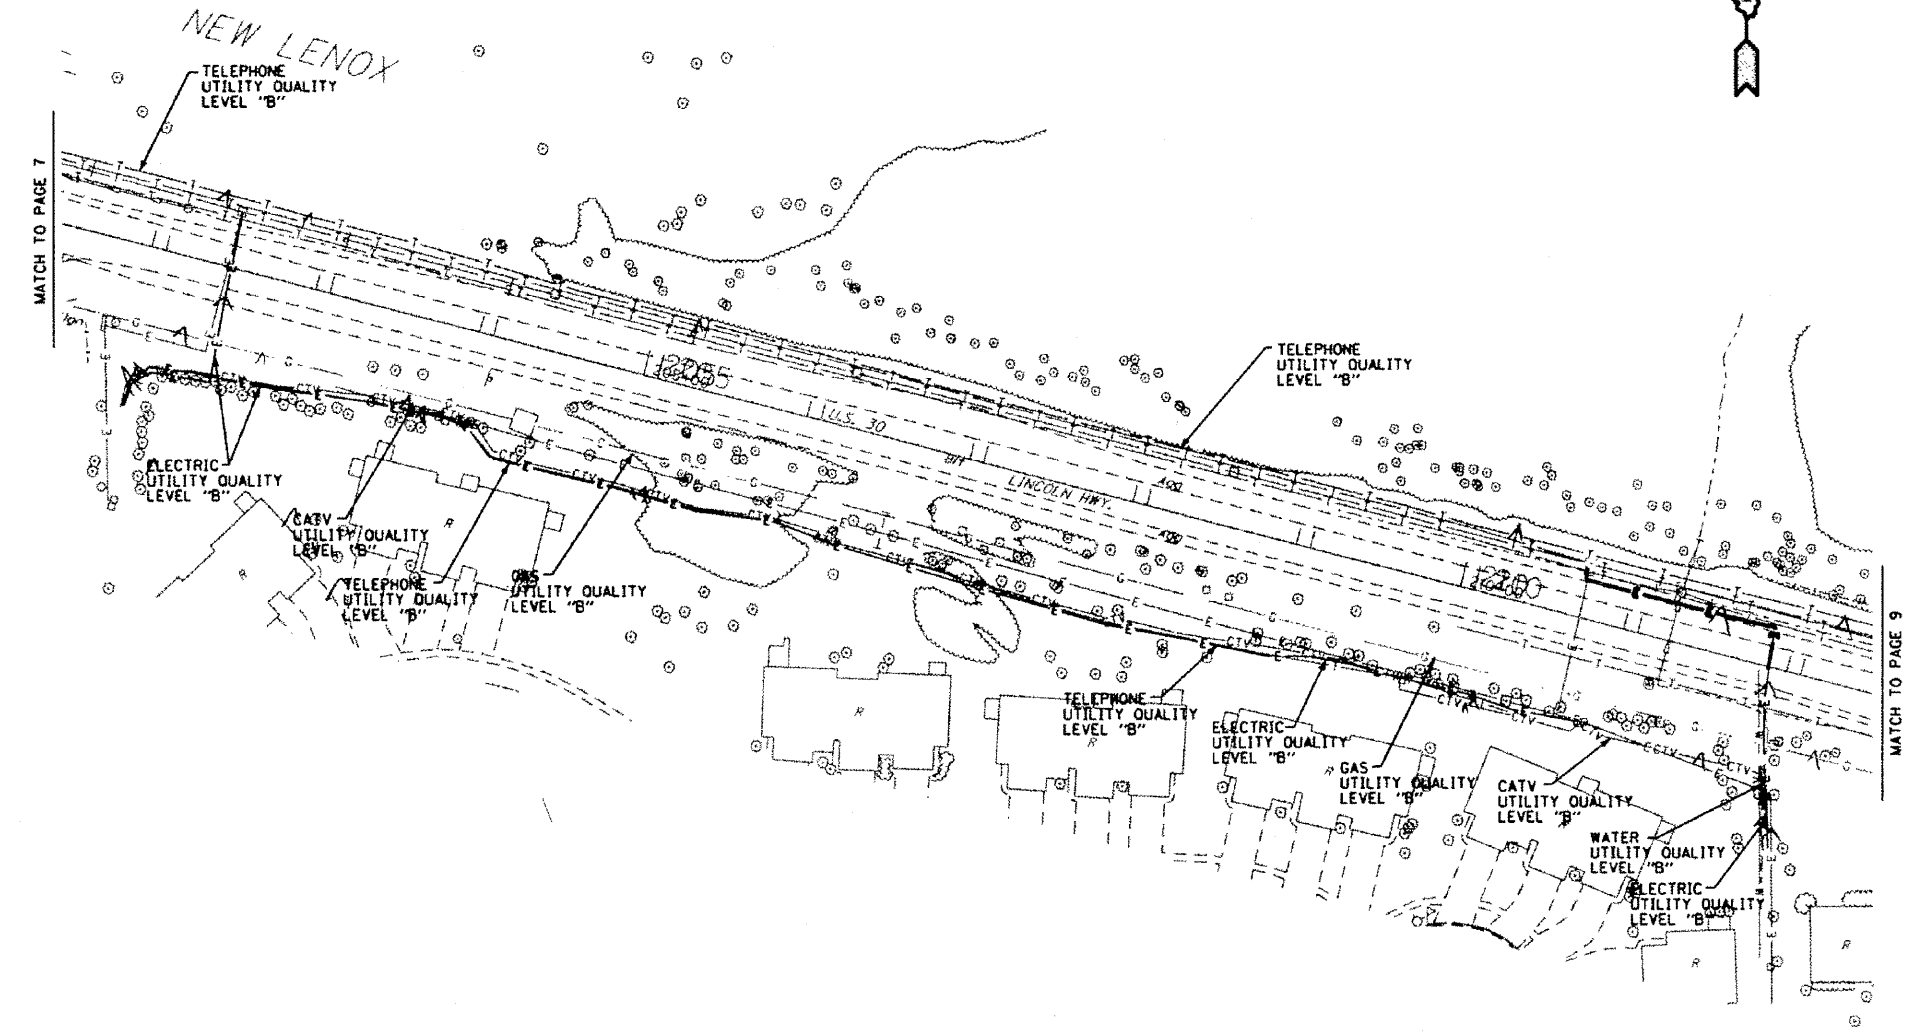 NEW LENOX
TELEPHONE
UTILITY QUALITY
LEVEL "B"
MATCH TO PAGE 7
TELEPHONE
UTILITY QUALITY
LEVEL "B"
U.S. 30
BIT
LINCOLN HWY.
ELECTRIC
UTILITY QUALITY
LEVEL "B"
CATV
UTILITY QUALITY
LEVEL "B"
TELEPHONE
UTILITY QUALITY
LEVEL "B"
GAS
UTILITY QUALITY
LEVEL "B"
TELEPHONE
UTILITY QUALITY
LEVEL "B"
ELECTRIC
UTILITY QUALITY
LEVEL "B"
GAS
UTILITY QUALITY
LEVEL "B"
CATV
UTILITY QUALITY
LEVEL "B"
WATER
UTILITY QUALITY
LEVEL "B"
ELECTRIC
UTILITY QUALITY
LEVEL "B"
MATCH TO PAGE 9
R
R
R
R
R
R
R